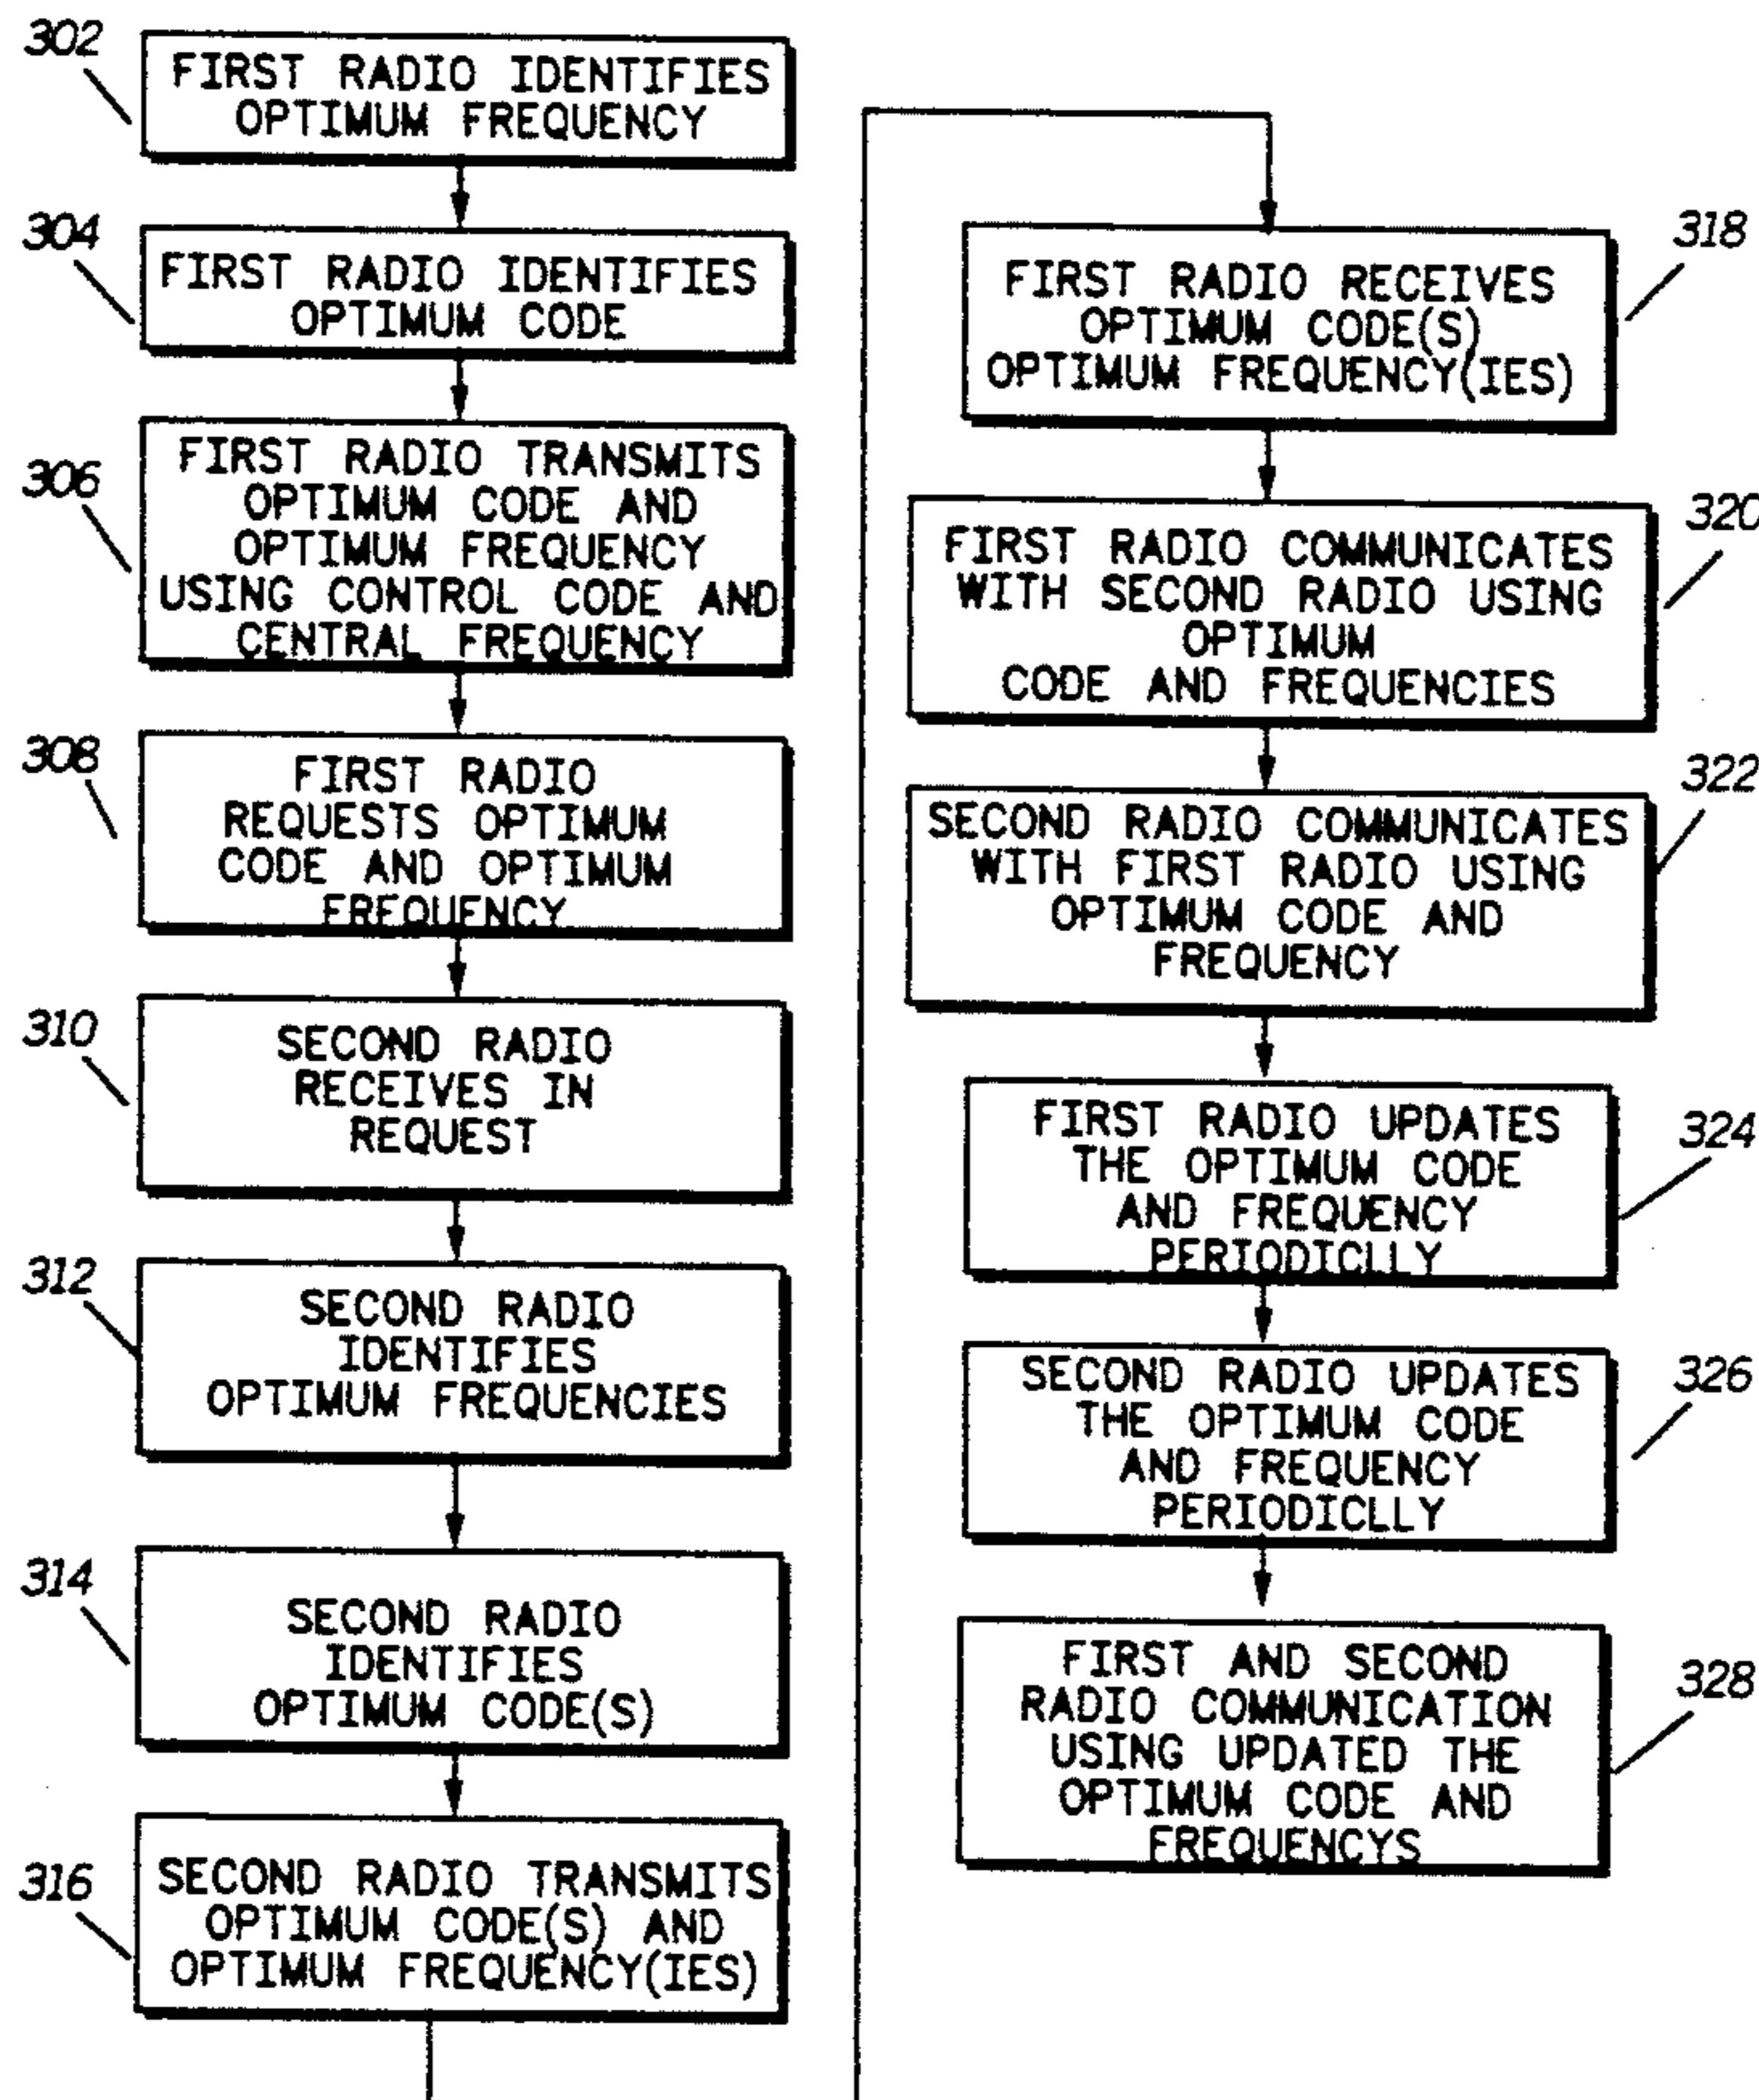 302
FIRST RADIO IDENTIFIES
OPTIMUM FREQUENCY
304
FIRST RADIO IDENTIFIES
OPTIMUM CODE
306
FIRST RADIO TRANSMITS
OPTIMUM CODE AND
OPTIMUM FREQUENCY
USING CONTROL CODE AND
CENTRAL FREQUENCY
308
FIRST RADIO
REQUESTS OPTIMUM
CODE AND OPTIMUM
FREQUENCY
310
SECOND RADIO
RECEIVES IN
REQUEST
312
SECOND RADIO
IDENTIFIES
OPTIMUM FREQUENCIES
314
SECOND RADIO
IDENTIFIES
OPTIMUM CODE(S)
316
SECOND RADIO TRANSMITS
OPTIMUM CODE(S) AND
OPTIMUM FREQUENCY(IES)
318
FIRST RADIO RECEIVES
OPTIMUM CODE(S)
OPTIMUM FREQUENCY(IES)
320
FIRST RADIO COMMUNICATES
WITH SECOND RADIO USING
OPTIMUM
CODE AND FREQUENCIES
322
SECOND RADIO COMMUNICATES
WITH FIRST RADIO USING
OPTIMUM CODE AND
FREQUENCY
324
FIRST RADIO UPDATES
THE OPTIMUM CODE
AND FREQUENCY
PERIODICLLY
326
SECOND RADIO UPDATES
THE OPTIMUM CODE
AND FREQUENCY
PERIODICLLY
328
FIRST AND SECOND
RADIO COMMUNICATION
USING UPDATED THE
OPTIMUM CODE AND
FREQUENCYS